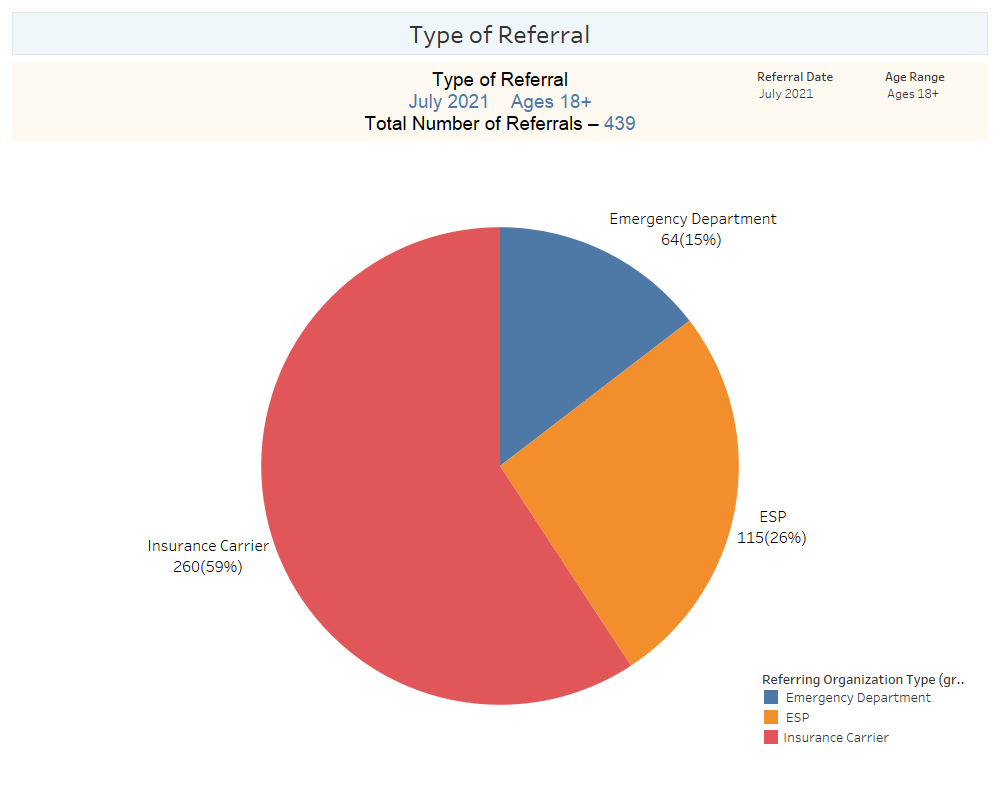 Type of Referral
Type of Referral
July 2021 Ages 18+
Total Number of Referrals – 439
Referral Date
July 2021
Age Range
Ages 18+
Emergency Department
64(15%)
ESP
115(26%)
Insurance Carrier
260(59%)
Referring Organization Type (gr..
Emergency Department
ESP
Insurance Carrier